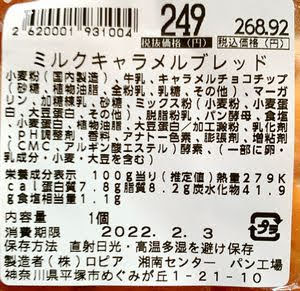 2620001931004
249
税抜価格(円)
268.92
税込価格(円)
ミルクキャラメルブレッド
小麦粉(国内製造)、牛乳、キャラメルチョコチップ
(砂糖、植物油脂、全粉乳、乳糖、その他)、マーガ
リン、加糖練乳、砂糖、ミックス粉(小麦粉、小麦蛋白
、大豆蛋白、その他)、脱脂粉乳、パン酵母、食塩
、小麦蛋白、植物油脂、大豆蛋白/加工澱粉、乳化剤
、pH調整剤、香料、アナトー色素、膨張剤、増粘剤
(CMC、アルギン酸エステル)酵素、(一部に卵・
乳成分・小麦・大豆を含む)
栄養成分表示 100g当り(推定値)熱量279K
cal蛋白質7.8g脂質8.2g炭水化物41.9
g食塩相当量1.1g
内容量 1個
消費期限 2022. 2. 3
保存方法 直射日光・高温多湿を避け保存
製造者(株)ロピア 湘南センター パン工場
神奈川県平塚市めぐみが丘1-21-10
プラ